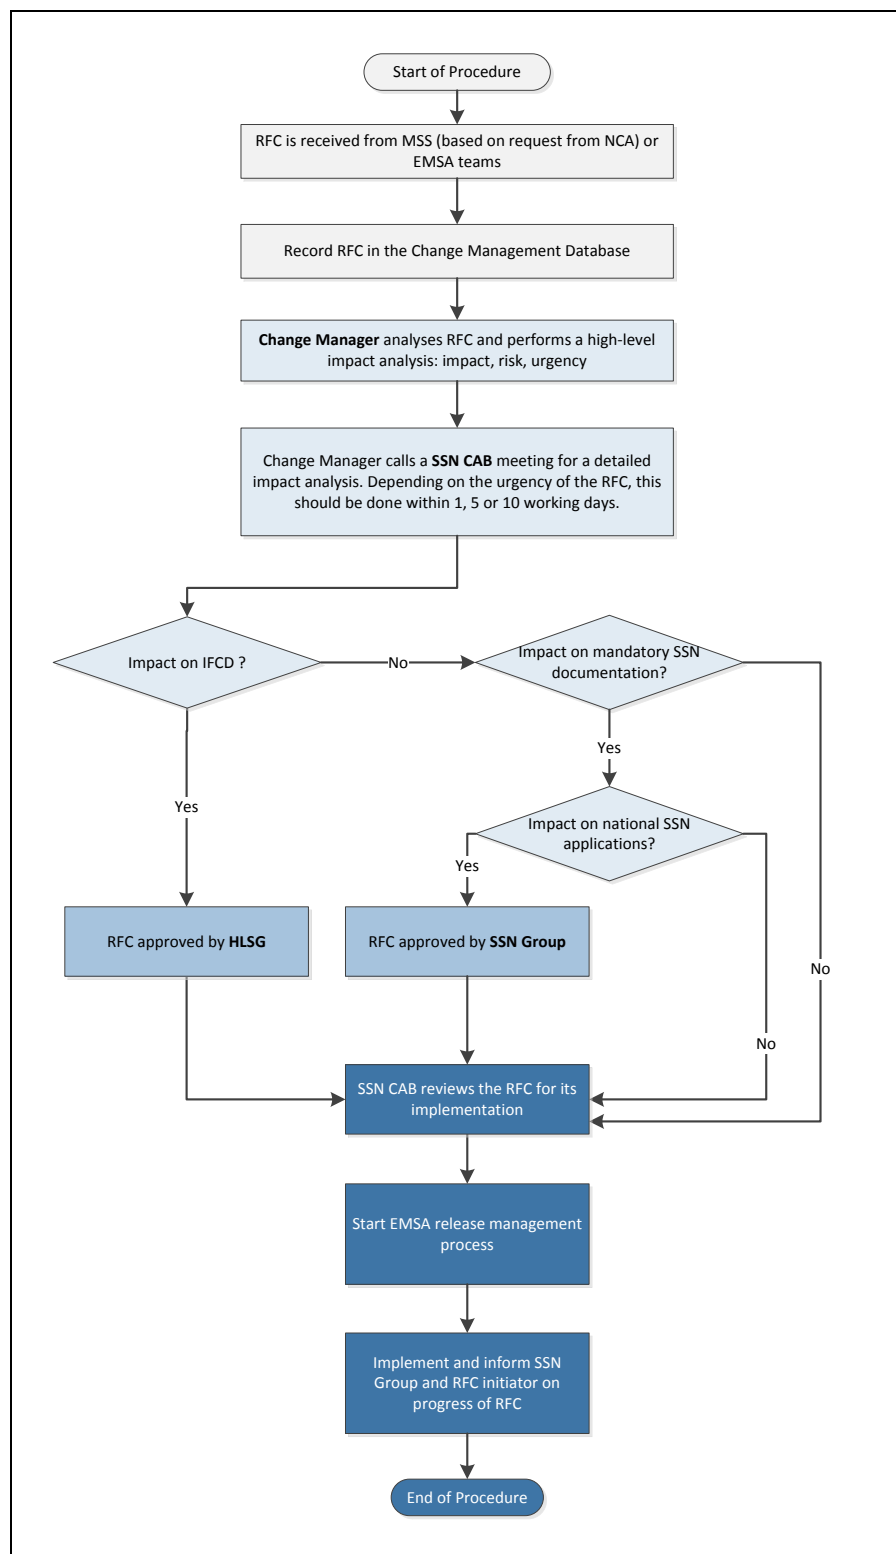 Start of Procedure
RFC is received from MSS (based on request from NCA) or
EMSA teams
Record RFC in the Change Management Database
Change Manager analyses RFC and performs a high-level
impact analysis: impact, risk, urgency
Change Manager calls a SSN CAB meeting for a detailed
impact analysis. Depending on the urgency of the RFC, this
should be done within 1, 5 or 10 working days.
Impact on IFCD ?
No
Impact on mandatory SSN
documentation?
Yes
Yes
Impact on national SSN
applications?
Yes
RFC approved by HLSG
RFC approved by SSN Group
No
No
SSN CAB reviews the RFC for its
implementation
Start EMSA release management
process
Implement and inform SSN
Group and RFC initiator on
progress of RFC
End of Procedure